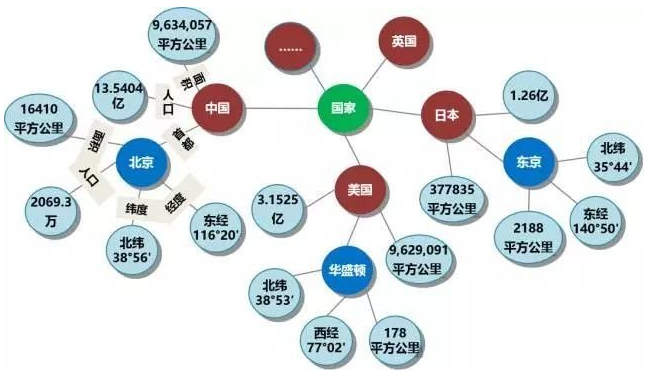 9,634,057
平方公里
......
英国
面积
13.5404
亿
人口
中国
国家
日本
1.26亿
16410
平方公里
面积
首都
北京
人口
2069.3
万
纬度
经度
北纬
38°56'
东经
116°20'
美国
3.1525
亿
377835
平方公里
东京
北纬
35°44'
2188
平方公里
东经
140°50'
9,629,091
平方公里
华盛顿
北纬
38°53'
西经
77°02'
178
平方公里